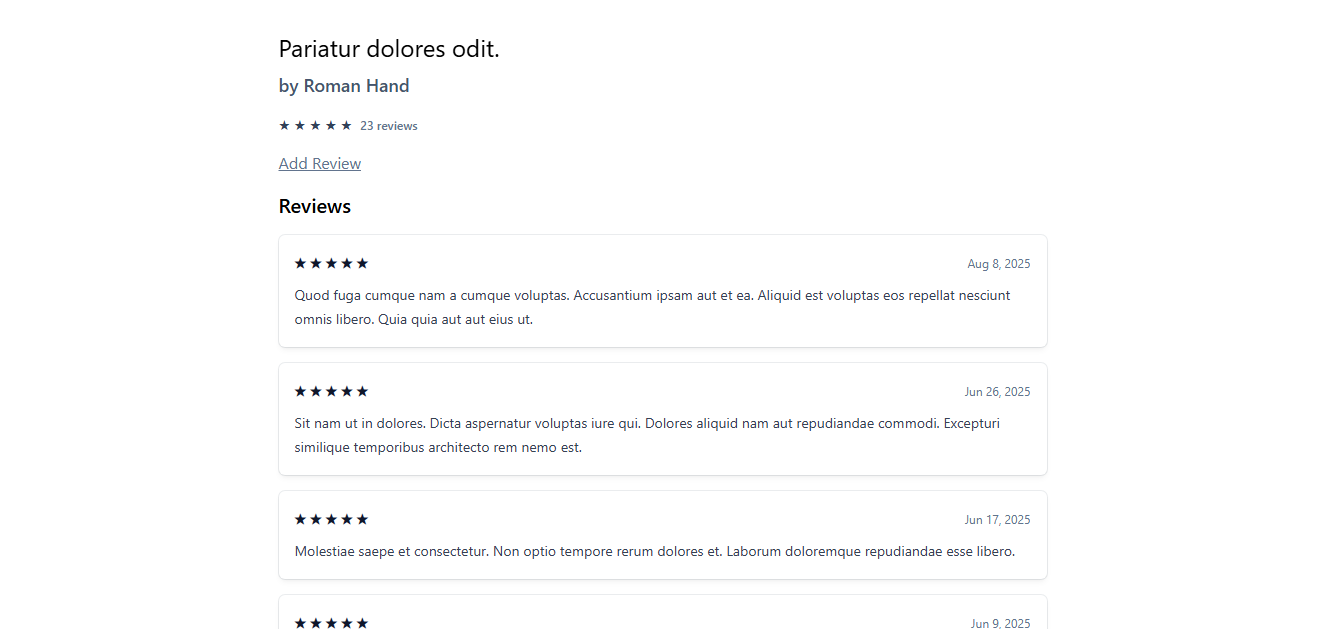 Pariatur dolores odit.
by Roman Hand
★ ★ ★ ★ ★ 23 reviews
Add Review
Reviews
★★★★★ Aug 8, 2025
Quod fuga cumque nam a cumque voluptas. Accusantium ipsam aut et ea. Aliquid est voluptas eos repellat nesciunt
omnis libero. Quia quia aut aut eius ut.
★★★★★ Jun 26, 2025
Sit nam ut in dolores. Dicta aspernatur voluptas iure qui. Dolores aliquid nam aut repudiandae commodi. Excepturi
similique temporibus architecto rem nemo est.
★★★★★ Jun 17, 2025
Molestiae saepe et consectetur. Non optio tempore rerum dolores et. Laborum doloremque repudiandae esse libero.
★★★★★ Jun 9, 2025